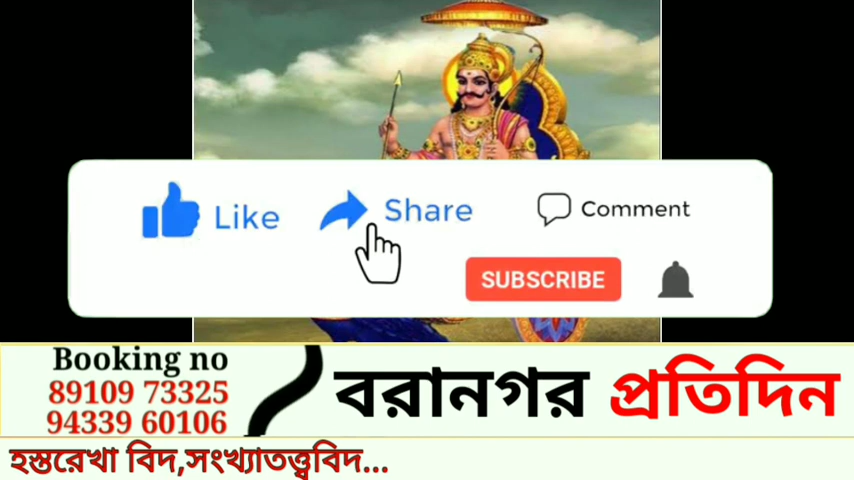 Like Share Comment
SUBSCRIBE
Booking no
89109 73325
94339 60106
বরানগর প্রতিদিন
হস্তরেখা বিদ,সংখ্যাতত্ত্ববিদ...